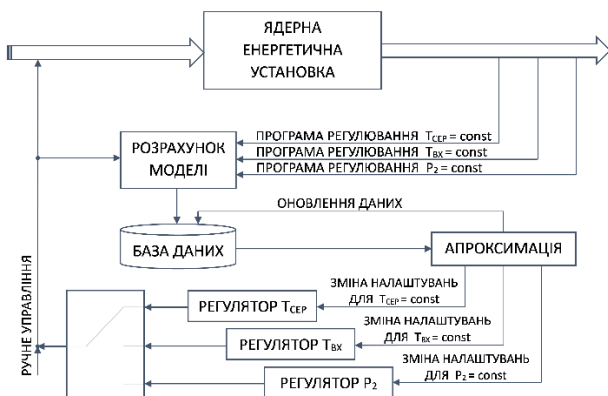 ЯДЕРНА
ЕНЕРГЕТИЧНА
УСТАНОВКА
ПРОГРАМА РЕГУЛЮВАННЯ TСЕР = const
ПРОГРАМА РЕГУЛЮВАННЯ TВХ = const
ПРОГРАМА РЕГУЛЮВАННЯ P2 = const
РОЗРАХУНОК
МОДЕЛІ
ОНОВЛЕННЯ ДАНИХ
БАЗА ДАНИХ
АПРОКСИМАЦІЯ
РУЧНЕ УПРАВЛІННЯ
ЗМІНА НАЛАШТУВАНЬ
ДЛЯ TСЕР = const
РЕГУЛЯТОР TСЕР
ЗМІНА НАЛАШТУВАНЬ
ДЛЯ TВХ = const
РЕГУЛЯТОР TВХ
ЗМІНА НАЛАШТУВАНЬ
ДЛЯ P2 = const
РЕГУЛЯТОР P2